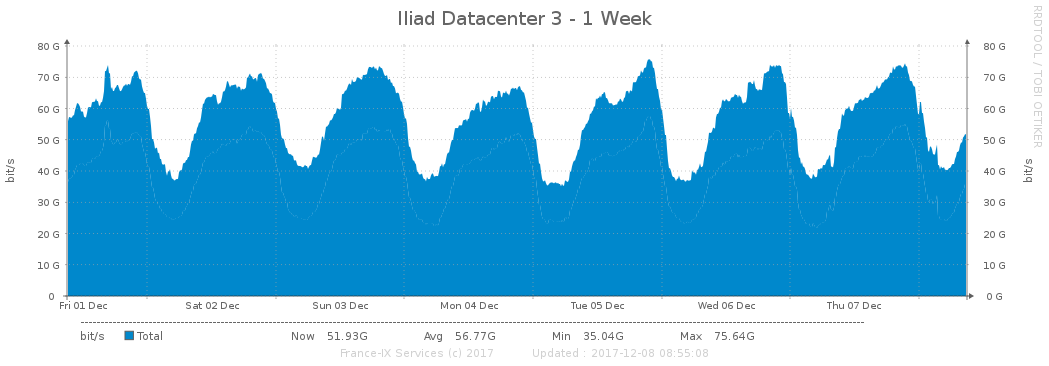 Iliad Datacenter 3 - 1 Week
RRDTOOL / TOBI OETIKER
80 G 80 G
70 G 70 G
60 G 60 G
50 G 50 G
40 G 40 G
30 G 30 G
20 G 20 G
10 G 10 G
0 0 G
bit/s bit/s
Fri 01 Dec Sat 02 Dec Sun 03 Dec Mon 04 Dec Tue 05 Dec Wed 06 Dec Thu 07 Dec
bit/s Total Now 51.93G Avg 56.77G Min 35.04G Max 75.64G
France-IX Services (c) 2017 Updated : 2017-12-08 08:55:08